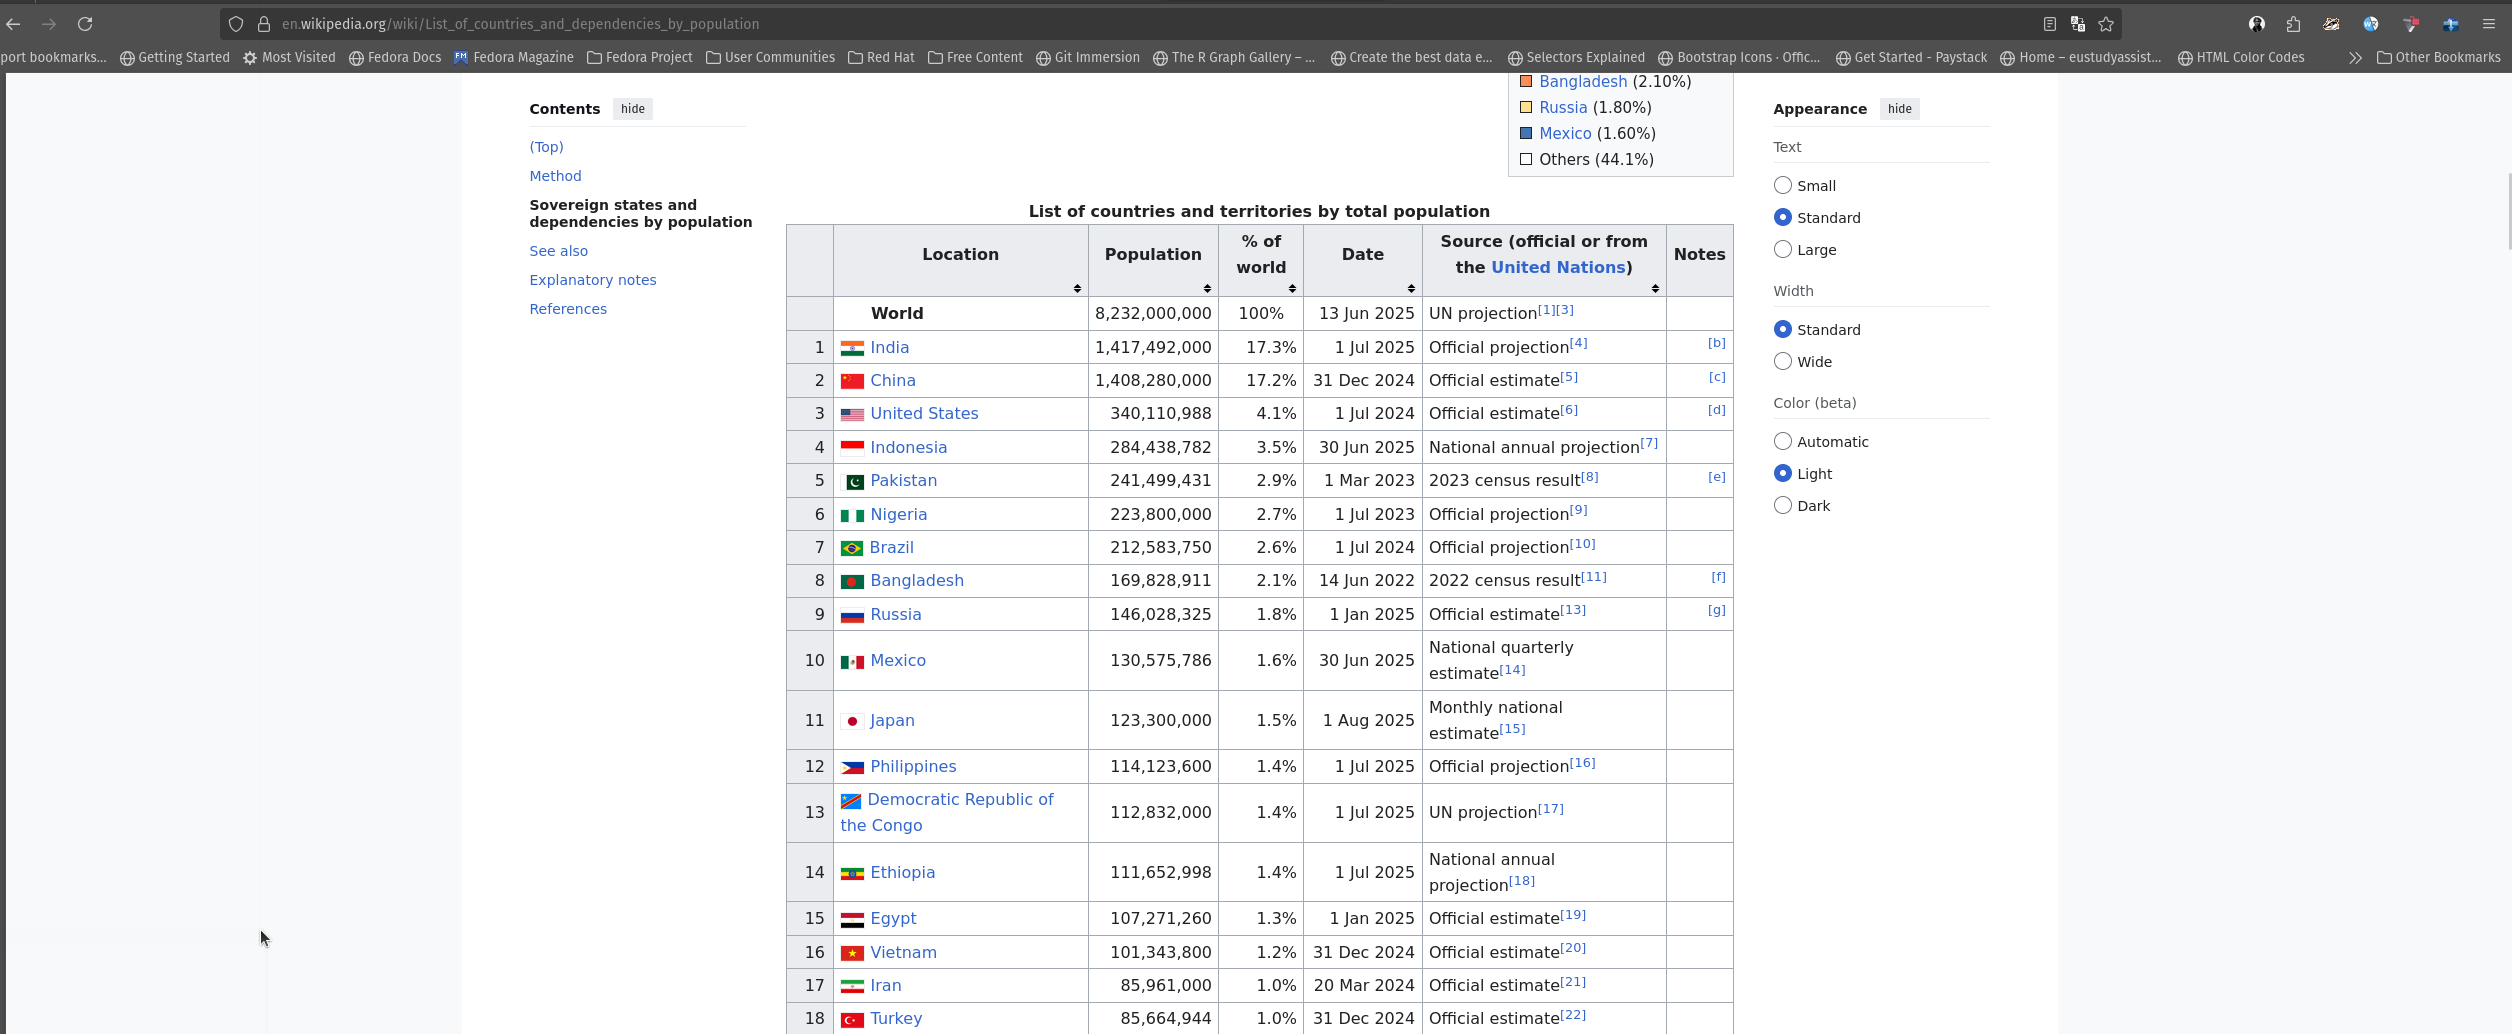 en.wikipedia.org/wiki/List_of_countries_and_dependencies_by_population
port bookmarks... Getting Started Most Visited Fedora Docs Fedora Magazine Fedora Project User Communities Red Hat Free Content Git Immersion The R Graph Gallery – ... Create the best data e... Selectors Explained Bootstrap Icons · Offic... Get Started - Paystack Home – eustudyassist... HTML Color Codes Other Bookmarks
Contents hide
(Top)
Method
Sovereign states and
dependencies by population
See also
Explanatory notes
References
Bangladesh (2.10%)
Russia (1.80%)
Mexico (1.60%)
Others (44.1%)
List of countries and territories by total population
Location Population % of world Date Source (official or from the United Nations) Notes
World 8,232,000,000 100% 13 Jun 2025 UN projection[1][3]
1 India 1,417,492,000 17.3% 1 Jul 2025 Official projection[4] [b]
2 China 1,408,280,000 17.2% 31 Dec 2024 Official estimate[5] [c]
3 United States 340,110,988 4.1% 1 Jul 2024 Official estimate[6] [d]
4 Indonesia 284,438,782 3.5% 30 Jun 2025 National annual projection[7]
5 Pakistan 241,499,431 2.9% 1 Mar 2023 2023 census result[8] [e]
6 Nigeria 223,800,000 2.7% 1 Jul 2023 Official projection[9]
7 Brazil 212,583,750 2.6% 1 Jul 2024 Official projection[10]
8 Bangladesh 169,828,911 2.1% 14 Jun 2022 2022 census result[11] [f]
9 Russia 146,028,325 1.8% 1 Jan 2025 Official estimate[13] [g]
10 Mexico 130,575,786 1.6% 30 Jun 2025 National quarterly estimate[14]
11 Japan 123,300,000 1.5% 1 Aug 2025 Monthly national estimate[15]
12 Philippines 114,123,600 1.4% 1 Jul 2025 Official projection[16]
13 Democratic Republic of the Congo 112,832,000 1.4% 1 Jul 2025 UN projection[17]
14 Ethiopia 111,652,998 1.4% 1 Jul 2025 National annual projection[18]
15 Egypt 107,271,260 1.3% 1 Jan 2025 Official estimate[19]
16 Vietnam 101,343,800 1.2% 31 Dec 2024 Official estimate[20]
17 Iran 85,961,000 1.0% 20 Mar 2024 Official estimate[21]
18 Turkey 85,664,944 1.0% 31 Dec 2024 Official estimate[22]
Appearance hide
Text
Small
Standard
Large
Width
Standard
Wide
Color (beta)
Automatic
Light
Dark